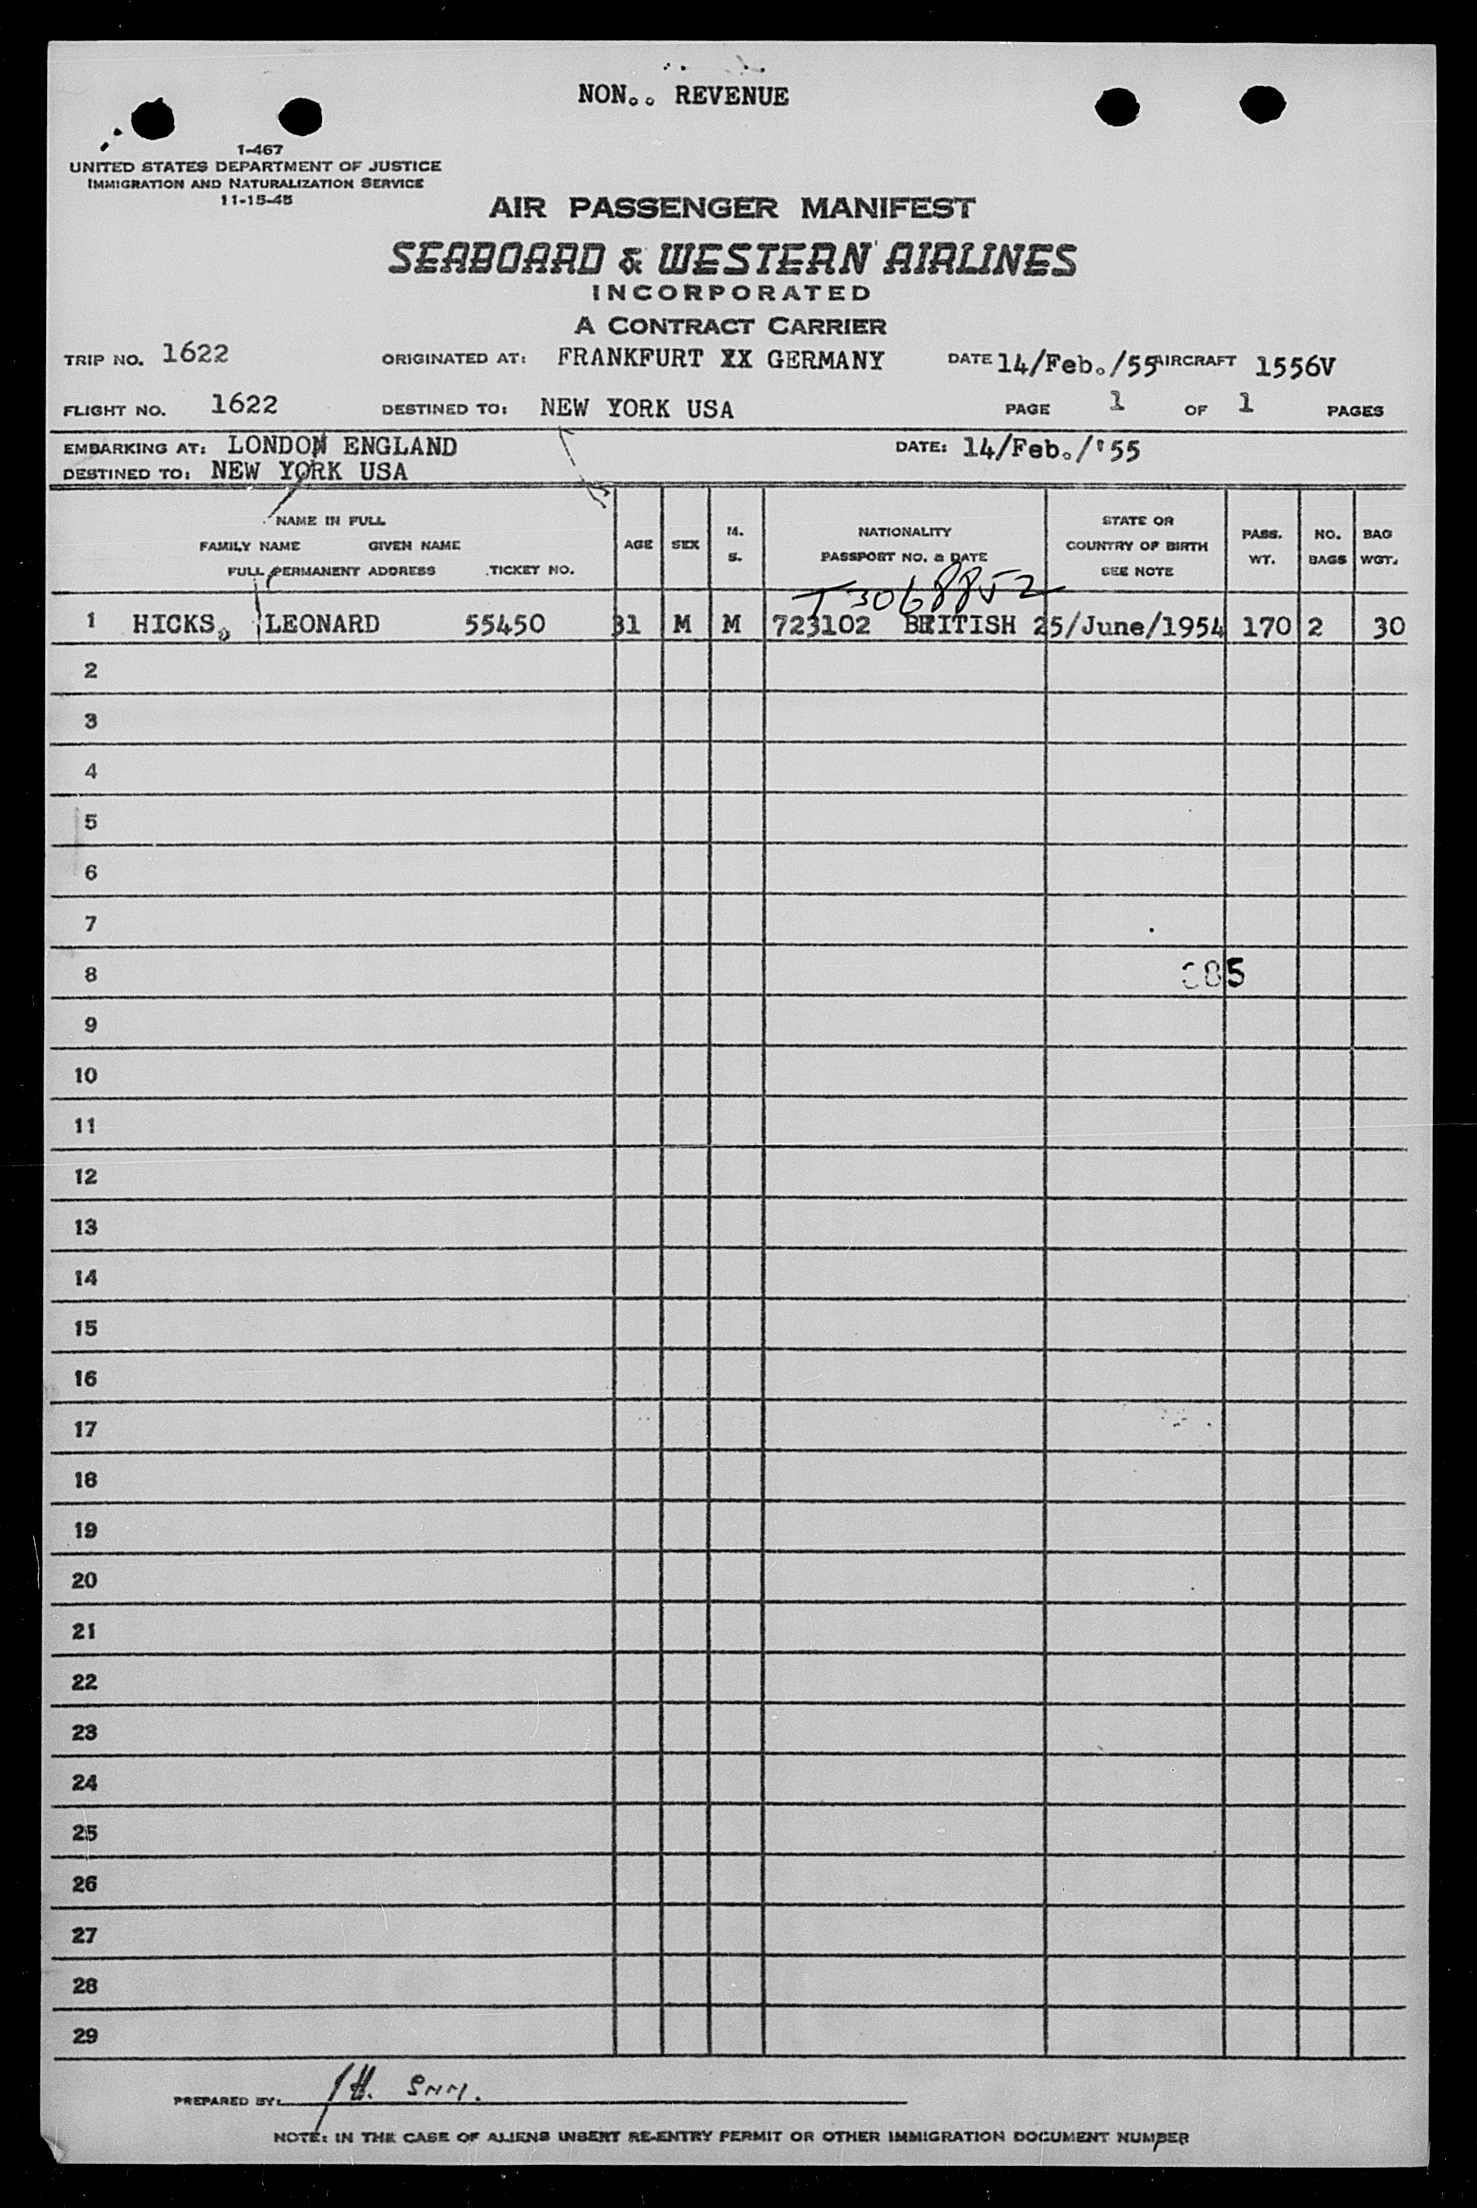 NON.. REVENUE
1-467
UNITED STATES DEPARTMENT OF JUSTICE
IMMIGRATION AND NATURALIZATION SERVICE
11-15-45
AIR PASSENGER MANIFEST
SEABOARD & WESTERN AIRLINES
INCORPORATED
A CONTRACT CARRIER
TRIP NO. 1622 ORIGINATED AT: FRANKFURT XX GERMANY DATE 14/Feb./55 AIRCRAFT 1556V
FLIGHT NO. 1622 DESTINED TO: NEW YORK USA PAGE 1 OF 1 PAGES
EMBARKING AT: LONDON ENGLAND DATE: 14/Feb./'55
DESTINED TO: NEW YORK USA
NAME IN FULL
FAMILY NAME GIVEN NAME
FULL PERMANENT ADDRESS TICKET NO.
AGE SEX M. S.
NATIONALITY
PASSPORT NO. & DATE
STATE OR
COUNTRY OF BIRTH
SEE NOTE
PASS. WT. NO. BAGS BAG WGT.
T3068852
1 HICKS, LEONARD 55450 31 M M 723102 BRITISH 25/June/1954 170 2 30
2
3
4
5
6
7
8
9
10
11
12
13
14
15
16
17
18
19
20
21
22
23
24
25
26
27
28
29
PREPARED BY:
NOTE: IN THE CASE OF ALIENS INSERT RE-ENTRY PERMIT OR OTHER IMMIGRATION DOCUMENT NUMBER